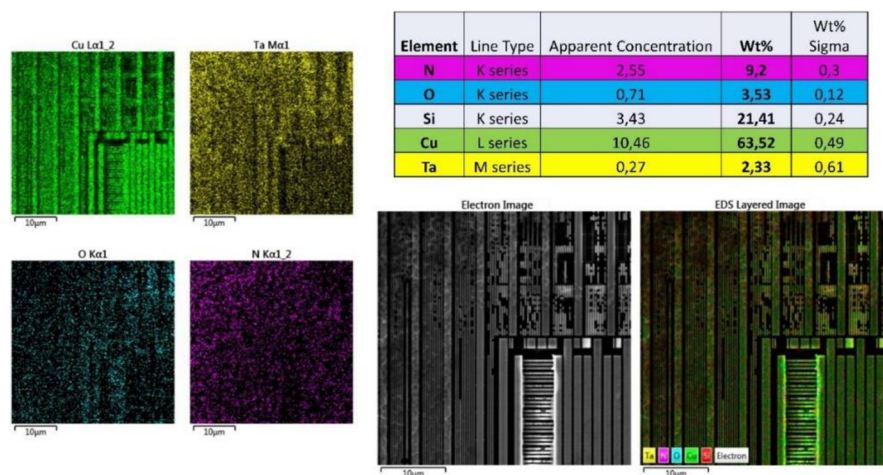 Cu Lα1_2
Ta Mα1
10μm
10μm
O Kα1
N Kα1_2
10μm
10μm
Element Line Type Apparent Concentration Wt% Wt% Sigma
N K series 2,55 9,2 0,3
O K series 0,71 3,53 0,12
Si K series 3,43 21,41 0,24
Cu L series 10,46 63,52 0,49
Ta M series 0,27 2,33 0,61
Electron Image
EDS Layered Image
Ta N O Cu Si Electron
10μm
10μm